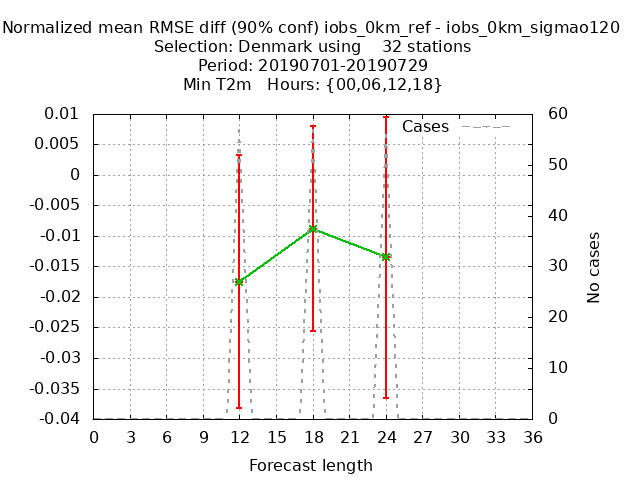 Normalized mean RMSE diff (90% conf) iobs_0km_ref - iobs_0km_sigmao120
Selection: Denmark using    32 stations
Period: 20190701-20190729
Min T2m   Hours: {00,06,12,18}
Cases
0.01
0.005
0
-0.005
-0.01
-0.015
-0.02
-0.025
-0.03
-0.035
-0.04
60
50
40
30
20
10
0
No cases
0 3 6 9 12 15 18 21 24 27 30 33 36
Forecast length